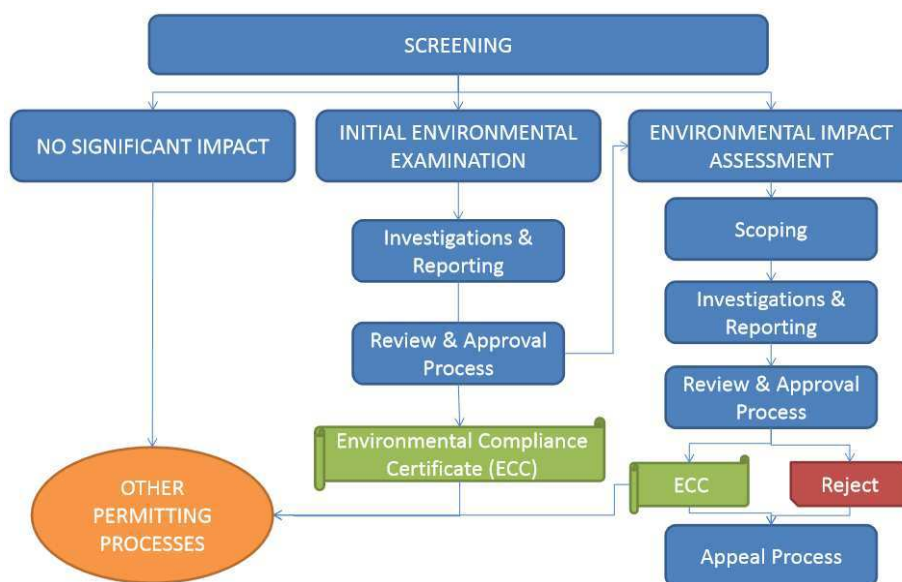 SCREENING
NO SIGNIFICANT IMPACT
INITIAL ENVIRONMENTAL
EXAMINATION
ENVIRONMENTAL IMPACT
ASSESSMENT
Investigations &
Reporting
Review & Approval
Process
Environmental Compliance
Certificate (ECC)
Scoping
Investigations &
Reporting
Review & Approval
Process
ECC
Reject
Appeal Process
OTHER
PERMITTING
PROCESSES